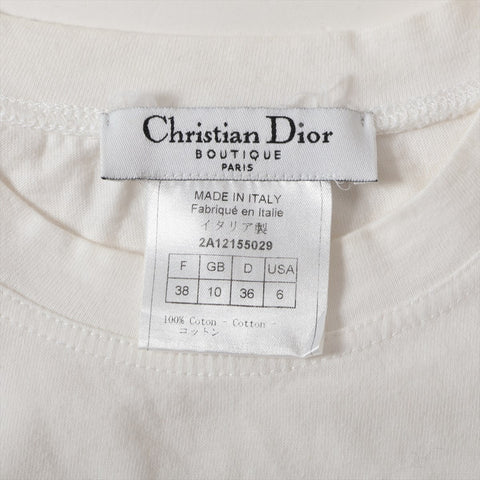 Christian Dior
BOUTIQUE
PARIS
MADE IN ITALY
Fabriqué en Italie
イタリア製
2A12155029
F GB D USA
38 10 36 6
100% Coton - Cotton -
コットン